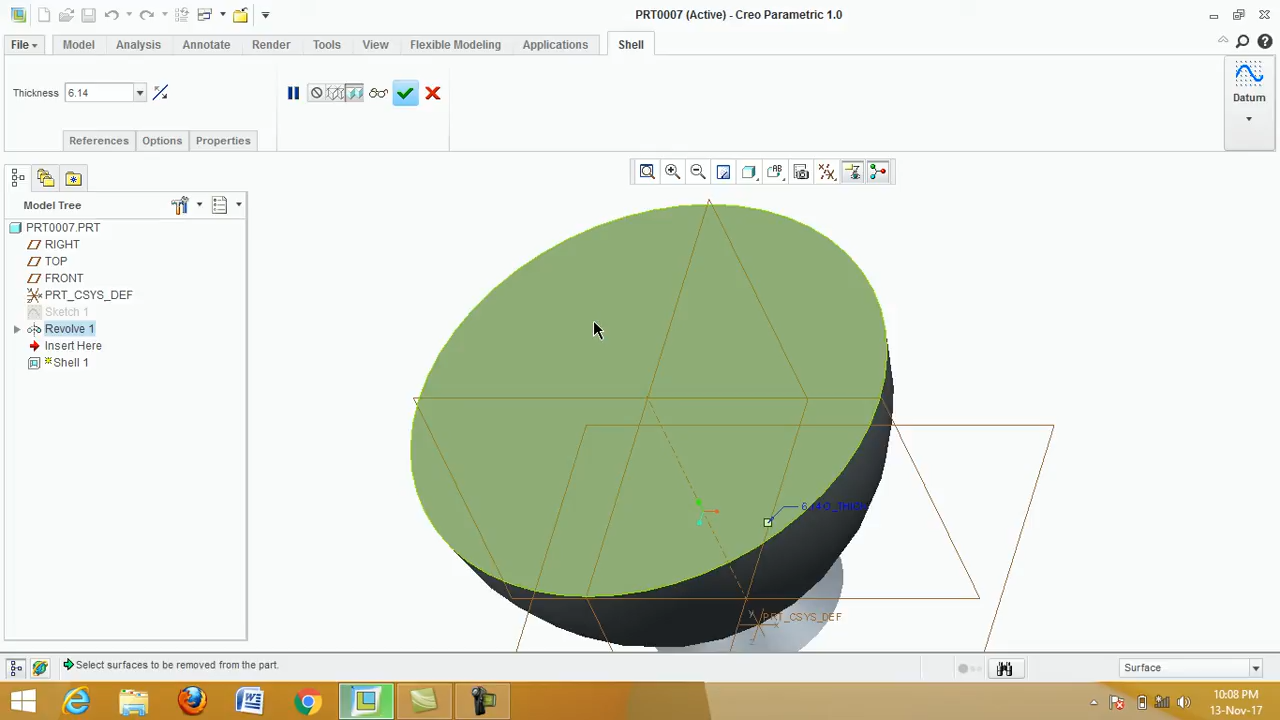 PRT0007 (Active) - Creo Parametric 1.0
File Model Analysis Annotate Render Tools View Flexible Modeling Applications Shell
Thickness 6.14
Datum
References Options Properties
Model Tree
PRT0007.PRT
RIGHT
TOP
FRONT
PRT_CSYS_DEF
Sketch 1
Revolve 1
Insert Here
Shell 1
PRT_CSYS_DEF
Select surfaces to be removed from the part.
Surface
10:08 PM
13-Nov-17